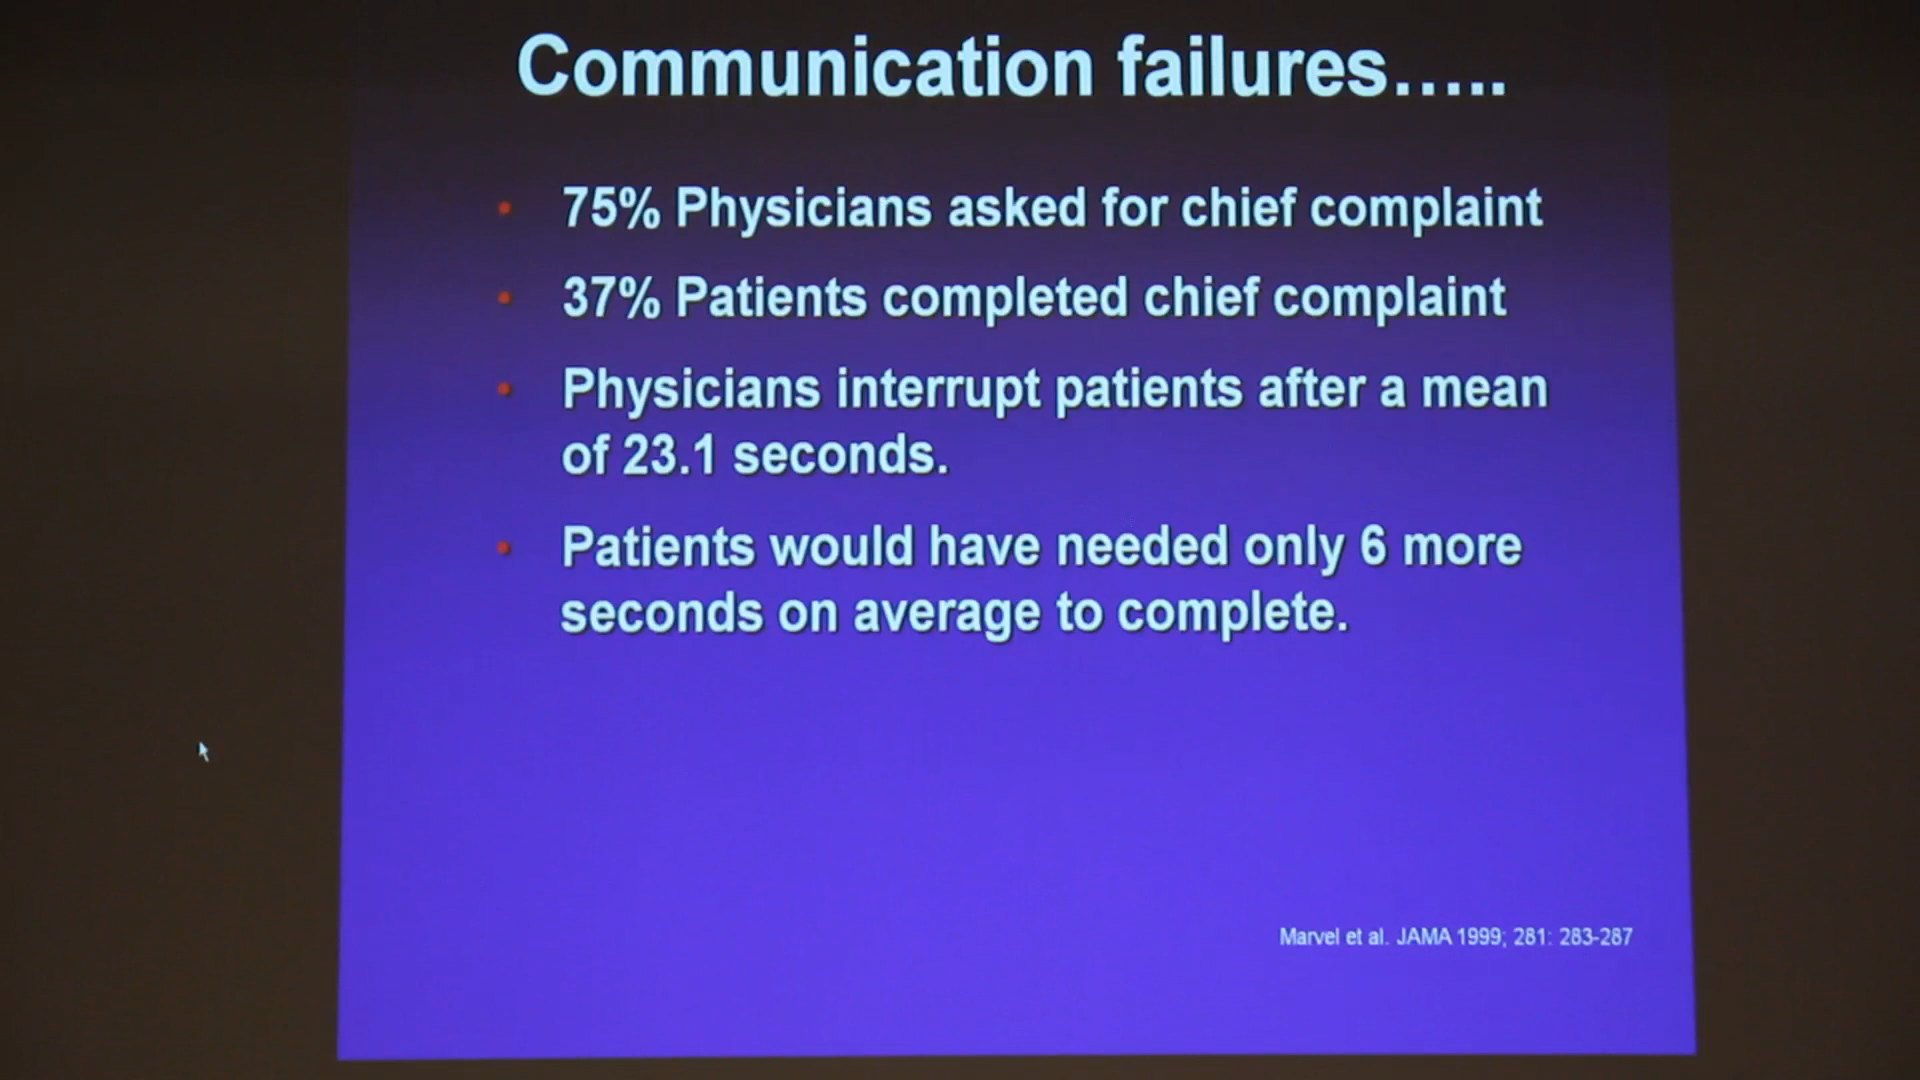 Communication failures…..
• 75% Physicians asked for chief complaint
• 37% Patients completed chief complaint
• Physicians interrupt patients after a mean
of 23.1 seconds.
• Patients would have needed only 6 more
seconds on average to complete.
Marvel et al. JAMA 1999; 281: 283-287